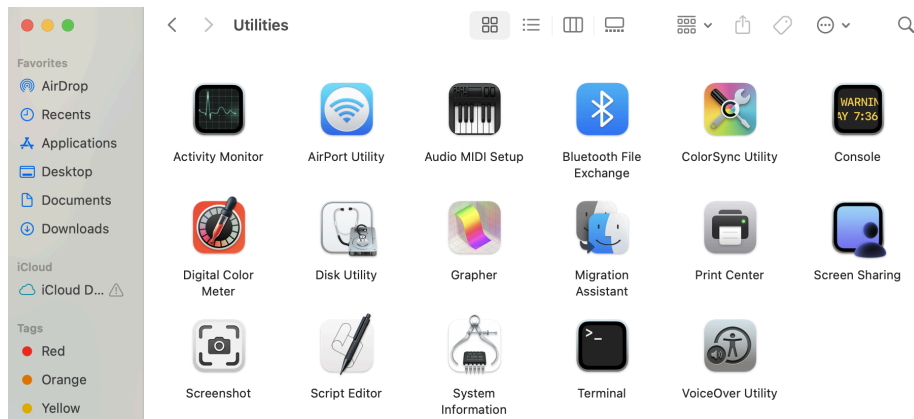 Utilities
Favorites
AirDrop
Recents
Applications
Desktop
Documents
Downloads
iCloud
iCloud D...
Tags
Red
Orange
Yellow
WARNIN
AY 7:36
Activity Monitor
AirPort Utility
Audio MIDI Setup
Bluetooth File
Exchange
ColorSync Utility
Console
Digital Color
Meter
Disk Utility
Grapher
Migration
Assistant
Print Center
Screen Sharing
>_
Screenshot
Script Editor
System
Information
Terminal
VoiceOver Utility